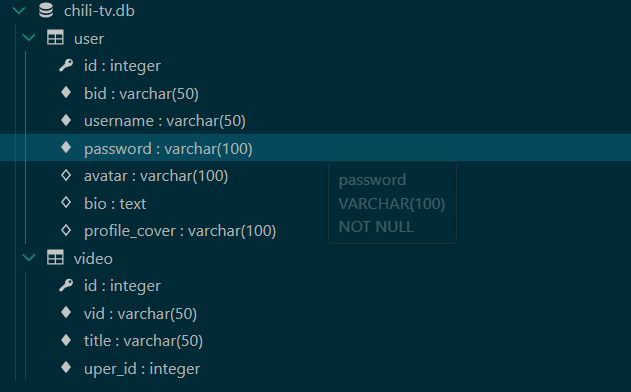 chili-tv.db
user
id : integer
bid : varchar(50)
username : varchar(50)
password : varchar(100)
avatar : varchar(100)
password
VARCHAR(100)
NOT NULL
bio : text
profile_cover : varchar(100)
video
id : integer
vid : varchar(50)
title : varchar(50)
uper_id : integer